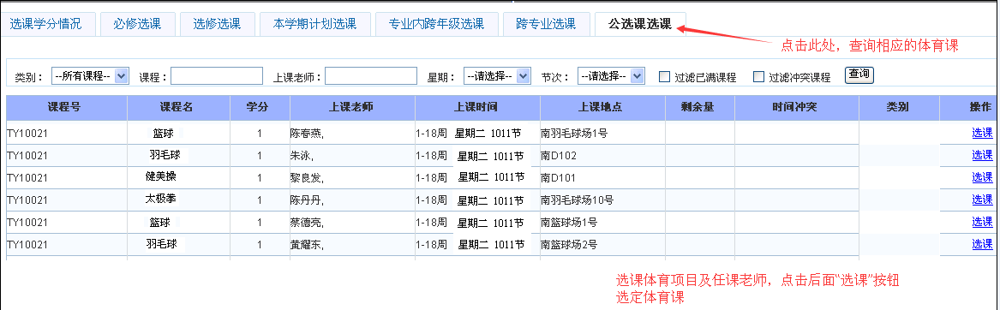 选课学分情况 必修选课 选修选课 本学期计划选课 专业内跨年级选课 跨专业选课 公选课选课
点击此处，查询相应的体育课
类别： --所有课程-- 课程： 上课老师： 星期： --请选择-- 节次： --请选择-- 过滤已满课程 过滤冲突课程 查询
课程号 课程名 学分 上课老师 上课时间 上课地点 剩余量 时间冲突 类别 操作
TY10021 篮球 1 陈春燕, 1-18周 星期二 1011节 南羽毛球场1号 选课
TY10021 羽毛球 1 朱泳, 1-18周 星期二 1011节 南D102 选课
TY10021 健美操 1 黎良发, 1-18周 星期二 1011节 南D101 选课
TY10021 太极拳 1 陈丹丹, 1-18周 星期二 1011节 南羽毛球场10号 选课
TY10021 篮球 1 蔡德亮, 1-18周 星期二 1011节 南篮球场1号 选课
TY10021 羽毛球 1 黄耀东, 1-18周 星期二 1011节 南篮球场2号 选课
选课体育项目及任课老师，点击后面“选课”按钮
选定体育课